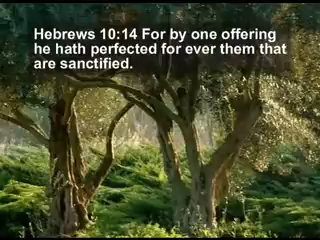 Hebrews 10:14 For by one offering
he hath perfected for ever them that
are sanctified.